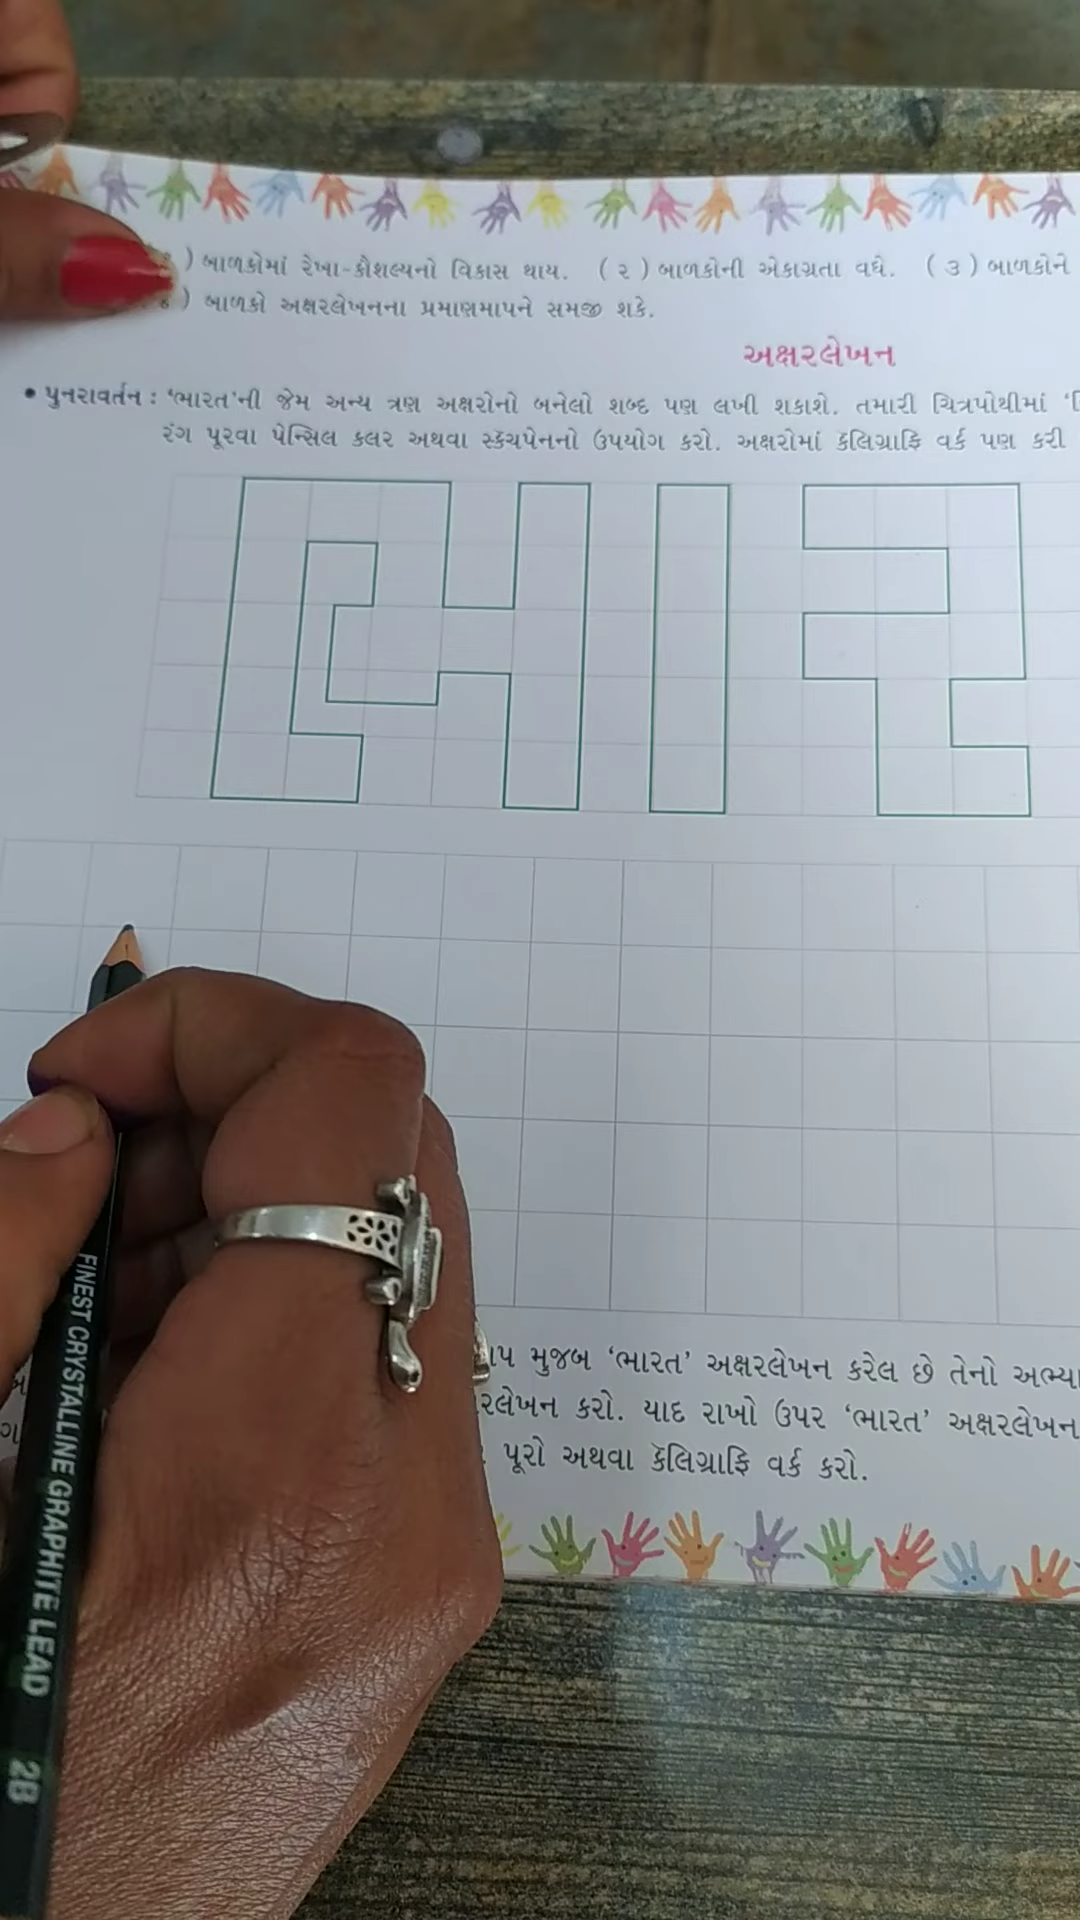 ) બાળકોમાં રેખા-કૌશલ્યનો વિકાસ થાય. (૨) બાળકોની એકાગ્રતા વધે. (૩) બાળકોને
) બાળકો અક્ષરલેખનના પ્રમાણમાપને સમજી શકે.
અક્ષરલેખન
• પુનરાવર્તન : ‘ભારત’ની જેમ અન્ય ત્રણ અક્ષરોનો બનેલો શબ્દ પણ લખી શકાશે. તમારી ચિત્રપોથીમાં
રંગ પૂરવા પેન્સિલ કલર અથવા સ્કૅચપેનનો ઉપયોગ કરો. અક્ષરોમાં કૅલિગ્રાફિ વર્ક પણ કરી
ભાર
મુજબ ‘ભારત’ અક્ષરલેખન કરેલ છે તેનો
કરો. યાદ રાખો ઉપર ‘ભારત’ અક્ષરલેખન
પૂરો અથવા કૅલિગ્રાફિ વર્ક કરો.
FINEST CRYSTALLINE GRAPHITE LEAD 2B